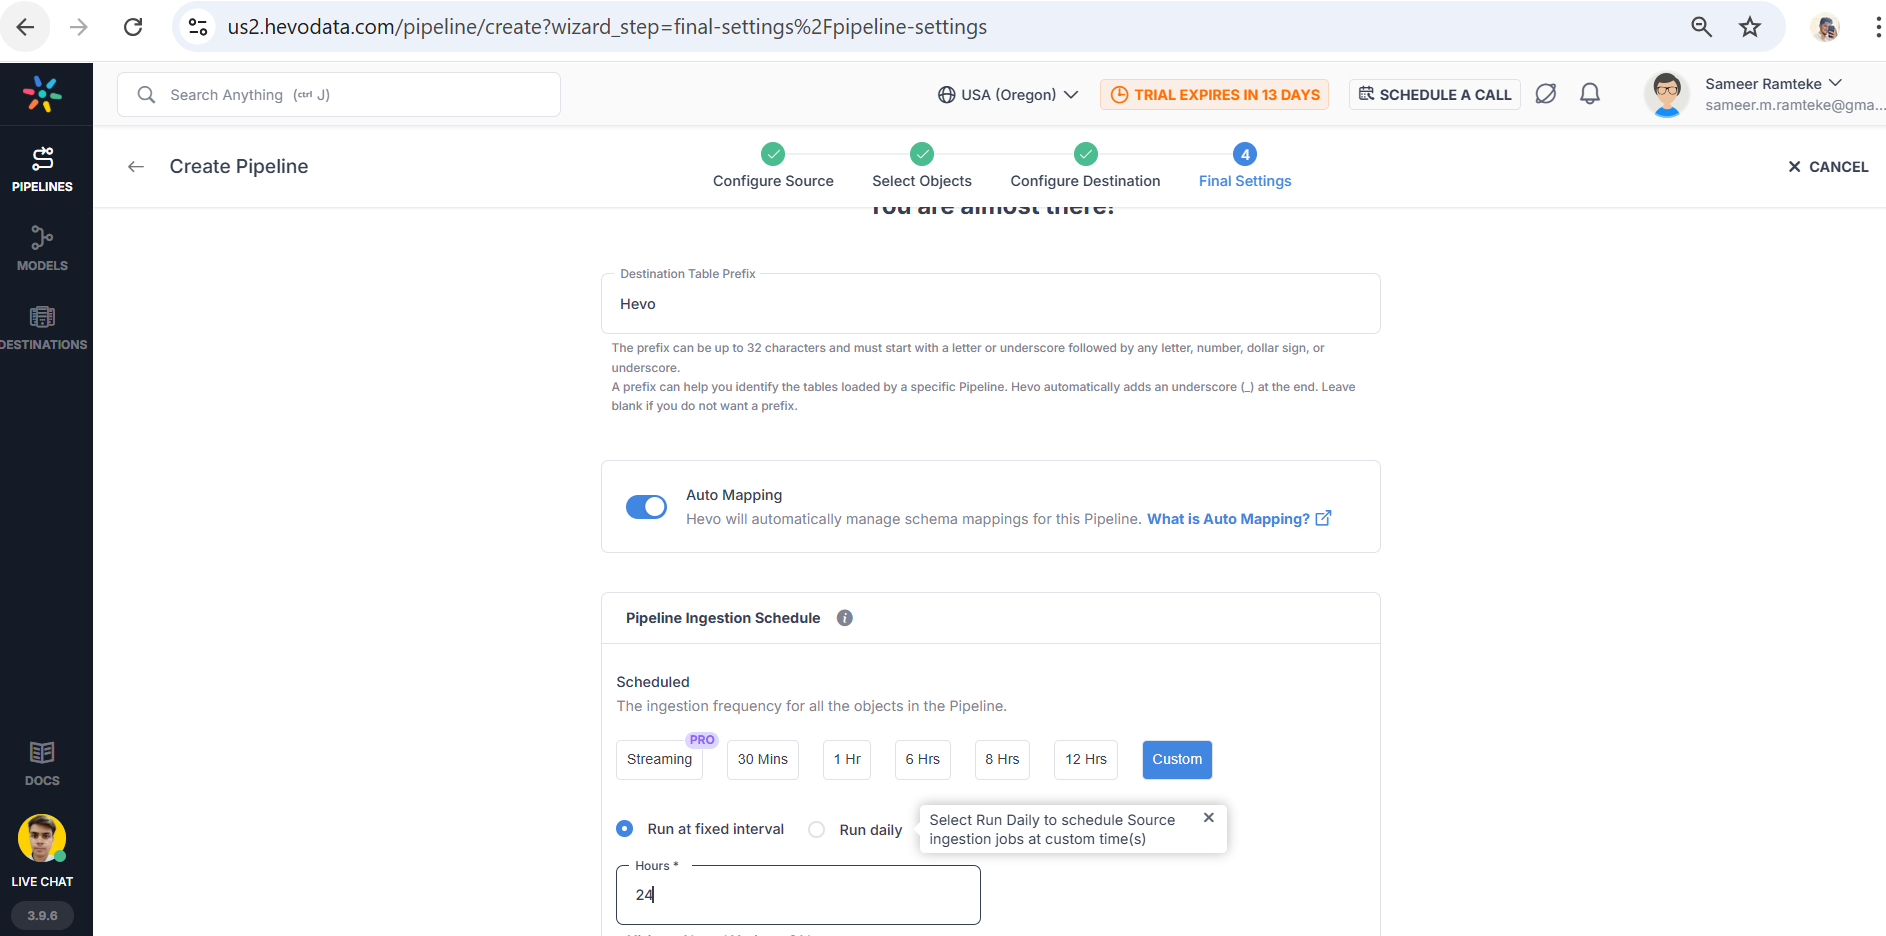 us2.hevodata.com/pipeline/create?wizard_step=final-settings%2Fpipeline-settings
Search Anything (ctrl J)
USA (Oregon)
TRIAL EXPIRES IN 13 DAYS
SCHEDULE A CALL
Sameer Ramteke
sameer.m.ramteke@gma...
PIPELINES
MODELS
DESTINATIONS
DOCS
LIVE CHAT
3.9.6
Create Pipeline
4
Configure Source
Select Objects
Configure Destination
Final Settings
CANCEL
You are almost there!
Destination Table Prefix
Hevo
The prefix can be up to 32 characters and must start with a letter or underscore followed by any letter, number, dollar sign, or
underscore.
A prefix can help you identify the tables loaded by a specific Pipeline. Hevo automatically adds an underscore (_) at the end. Leave
blank if you do not want a prefix.
Auto Mapping
Hevo will automatically manage schema mappings for this Pipeline. What is Auto Mapping?
Pipeline Ingestion Schedule
Scheduled
The ingestion frequency for all the objects in the Pipeline.
PRO
Streaming
30 Mins
1 Hr
6 Hrs
8 Hrs
12 Hrs
Custom
Run at fixed interval
Run daily
Select Run Daily to schedule Source
ingestion jobs at custom time(s)
Hours *
24